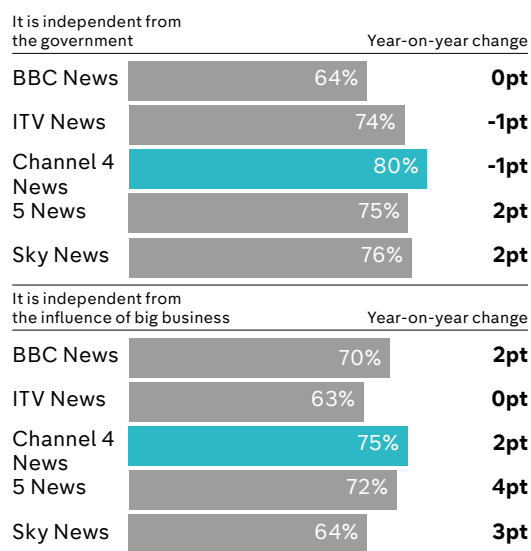 It is independent from
the government Year-on-year change
BBC News 64% 0pt
ITV News 74% -1pt
Channel 4
News 80% -1pt
5 News 75% 2pt
Sky News 76% 2pt
It is independent from
the influence of big business Year-on-year change
BBC News 70% 2pt
ITV News 63% 0pt
Channel 4
News 75% 2pt
5 News 72% 4pt
Sky News 64% 3pt